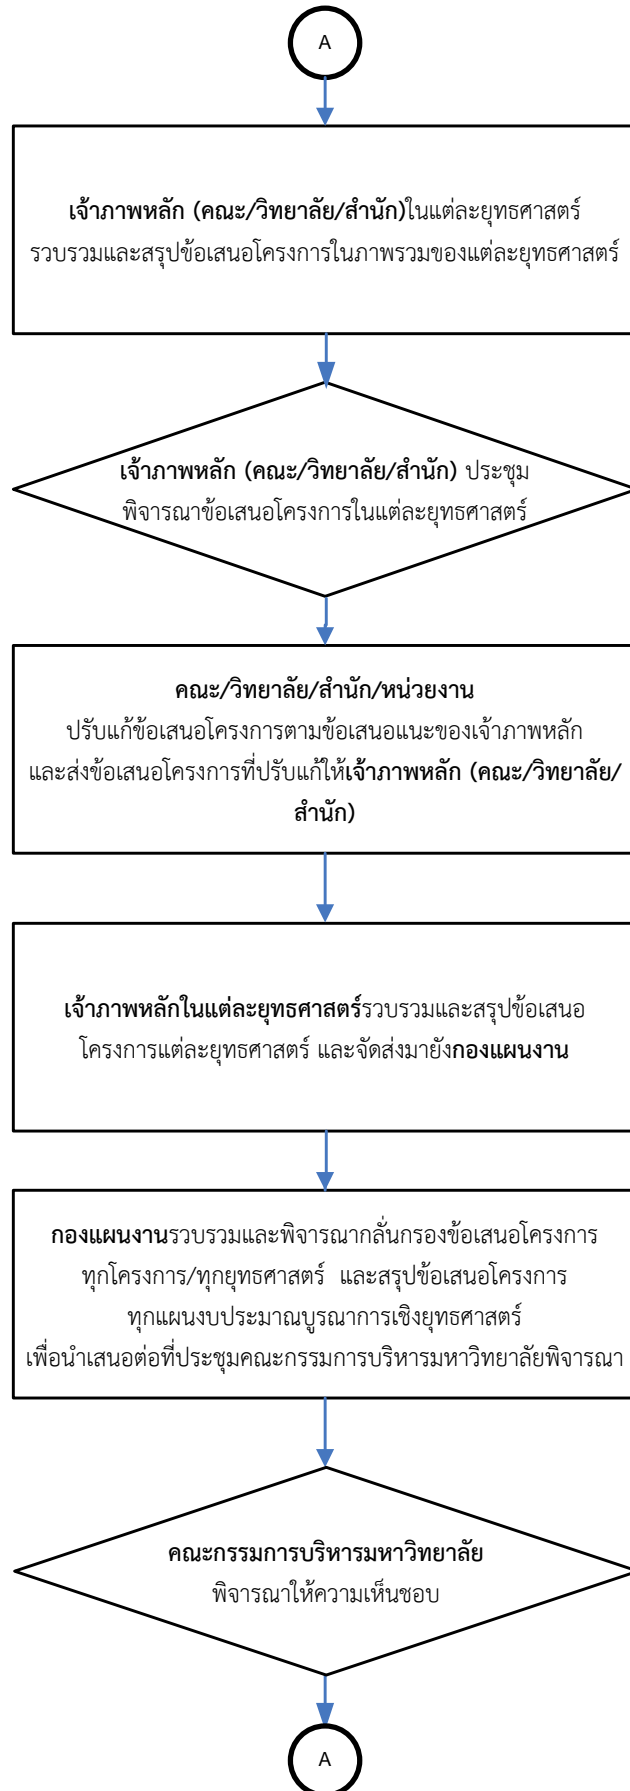 A
เจ้าภาพหลัก (คณะ/วิทยาลัย/สำนัก)ในแต่ละยุทธศาสตร์
รวบรวมและสรุปข้อเสนอโครงการในภาพรวมของแต่ละยุทธศาสตร์
เจ้าภาพหลัก (คณะ/วิทยาลัย/สำนัก) ประชุม
พิจารณาข้อเสนอโครงการในแต่ละยุทธศาสตร์
คณะ/วิทยาลัย/สำนัก/หน่วยงาน
ปรับแก้ข้อเสนอโครงการตามข้อเสนอแนะของเจ้าภาพหลัก
และส่งข้อเสนอโครงการที่ปรับแก้ให้เจ้าภาพหลัก (คณะ/วิทยาลัย/
สำนัก)
เจ้าภาพหลักในแต่ละยุทธศาสตร์รวบรวมและสรุปข้อเสนอ
โครงการแต่ละยุทธศาสตร์ และจัดส่งมายังกองแผนงาน
กองแผนงานรวบรวมและพิจารณากลั่นกรองข้อเสนอโครงการ
ทุกโครงการ/ทุกยุทธศาสตร์ และสรุปข้อเสนอโครงการ
ทุกแผนงบประมาณบูรณาการเชิงยุทธศาสตร์
เพื่อนำเสนอต่อที่ประชุมคณะกรรมการบริหารมหาวิทยาลัยพิจารณา
คณะกรรมการบริหารมหาวิทยาลัย
พิจารณาให้ความเห็นชอบ
A